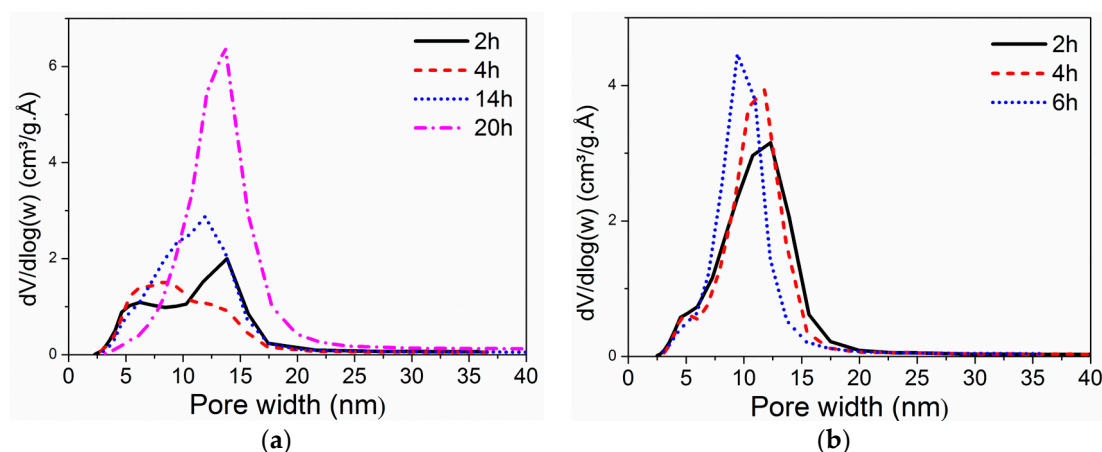 2h
4h
14h
20h
6
4
2
0
0 5 10 15 20 25 30 35 40
dV/dlog(w) (cm³/g.Å)
Pore width (nm)
(a)
2h
4h
6h
4
2
0
0 5 10 15 20 25 30 35 40
dV/dlog(w) (cm³/g.Å)
Pore width (nm)
(b)